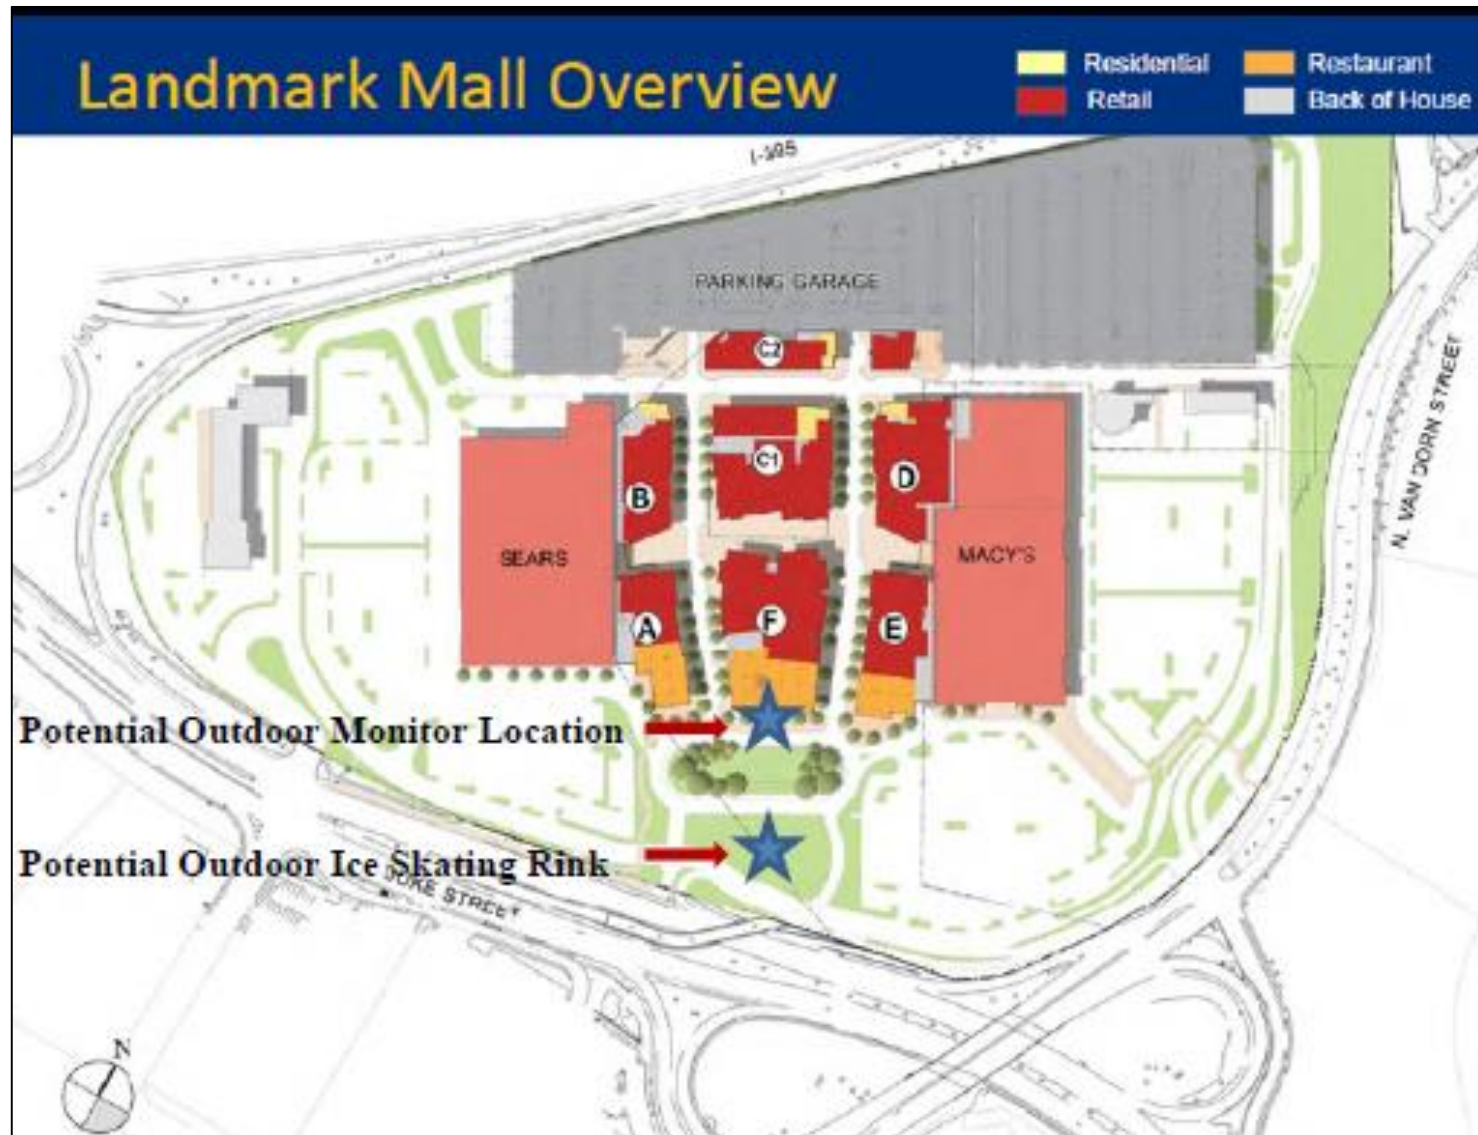 Landmark Mall Overview
Residential
Restaurant
Retail
Back of House
I-395
PARKING GARAGE
C2
C1
B
D
SEARS
MACY'S
N. VAN DORN STREET
A
F
E
Potential Outdoor Monitor Location
Potential Outdoor Ice Skating Rink
DUKE STREET
N